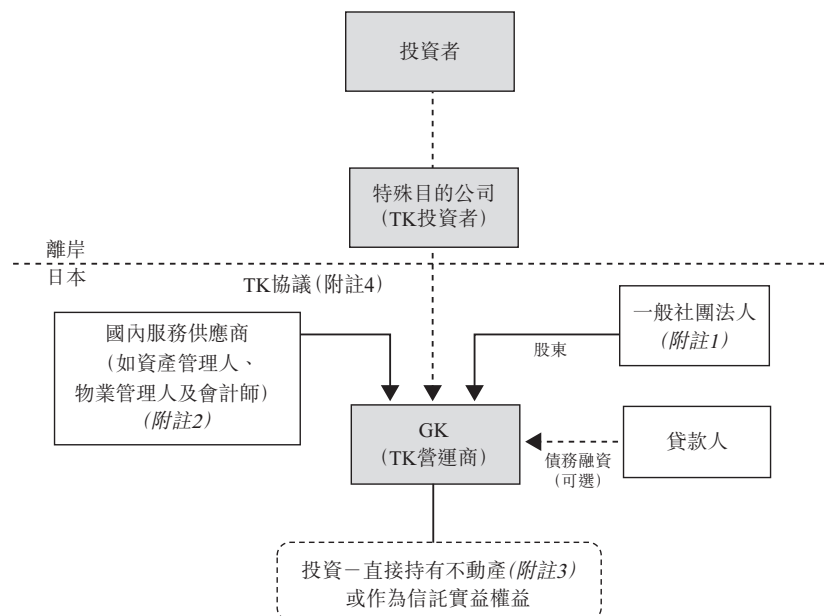 投資者
特殊目的公司
(TK投資者)
離岸
日本
TK協議(附註4)
國內服務供應商
(如資產管理人、
物業管理人及會計師)
(附註2)
一般社團法人
(附註1)
股東
GK
(TK營運商)
債務融資
(可選)
貸款人
投資－直接持有不動產(附註3)
或作為信託實益權益